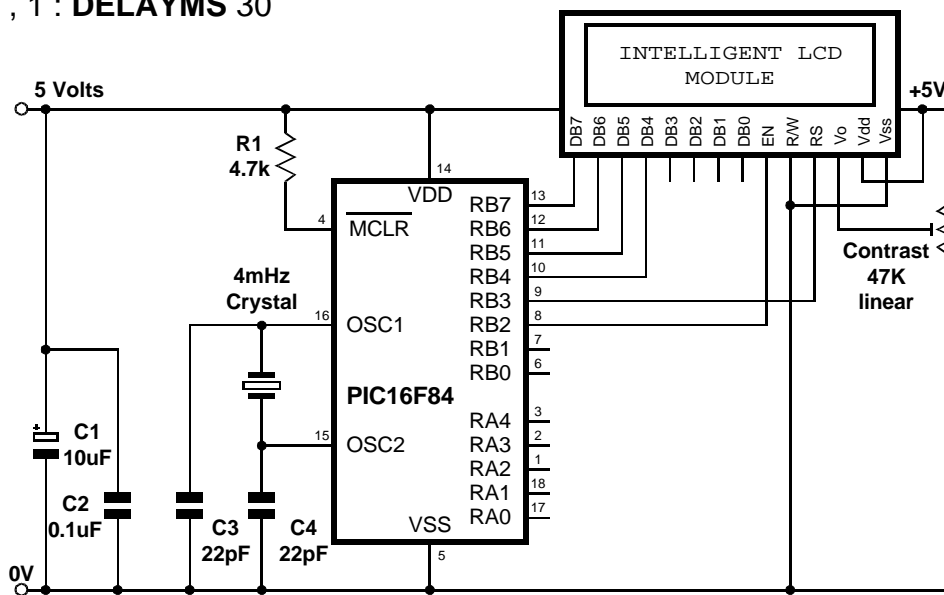 , 1 : DELAYMS 30
INTELLIGENT LCD
MODULE
5 Volts
+5V
DB7
DB6
DB5
DB4
DB3
DB2
DB1
DB0
EN
R/W
RS
Vo
Vdd
Vss
R1
4.7k
14
VDD
4
MCLR
RB7
13
RB6
12
RB5
11
RB4
10
RB3
9
RB2
8
RB1
7
RB0
6
Contrast
47K
linear
4mHz
Crystal
16
OSC1
PIC16F84
15
OSC2
RA4
3
RA3
2
RA2
1
RA1
18
RA0
17
+
C1
10uF
C2
0.1uF
C3
22pF
C4
22pF
VSS
5
0V